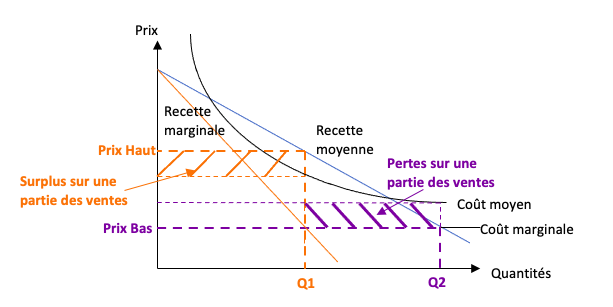 Prix
Recette
marginale
Recette
moyenne
Prix Haut
Pertes sur une
partie des ventes
Surplus sur une
partie des ventes
Coût moyen
Prix Bas
Coût marginale
Quantités
Q1
Q2